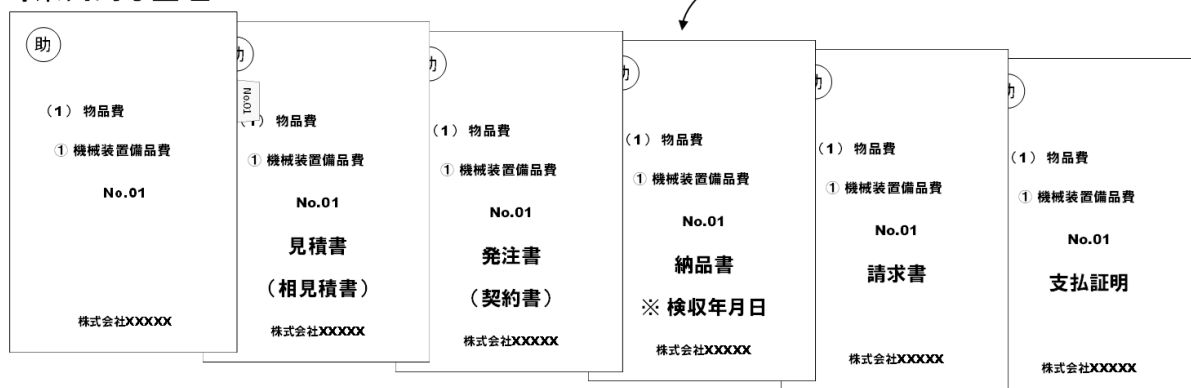 助
（1） 物品費
① 機械装置備品費
No.01
株式会社XXXXX
助
No.01
（1） 物品費
① 機械装置備品費
No.01
見積書
（相見積書）
株式会社XXXXX
助
（1） 物品費
① 機械装置備品費
No.01
発注書
（契約書）
株式会社XXXXX
助
（1） 物品費
① 機械装置備品費
No.01
納品書
※ 検収年月日
株式会社XXXXX
助
（1） 物品費
① 機械装置備品費
No.01
請求書
株式会社XXXXX
助
（1） 物品費
① 機械装置備品費
No.01
支払証明
株式会社XXXXX